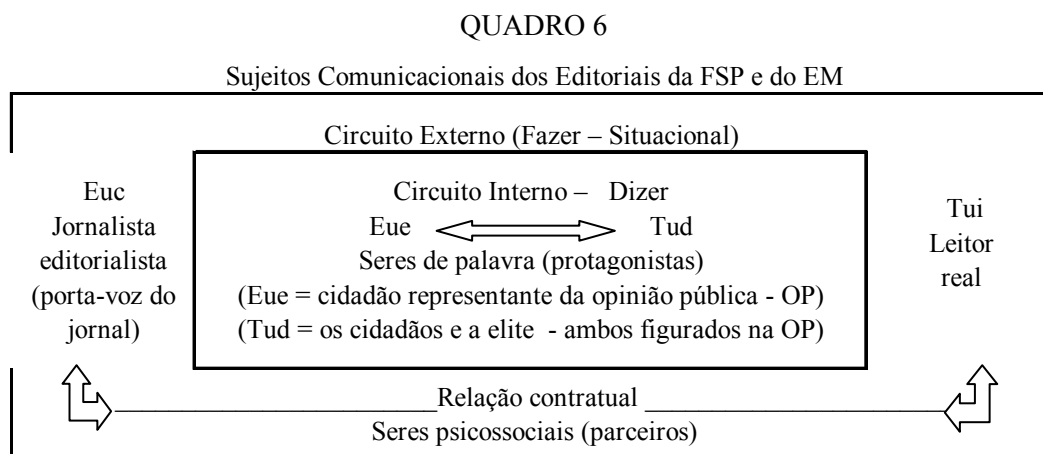 QUADRO 6
Sujeitos Comunicacionais dos Editoriais da FSP e do EM
Circuito Externo (Fazer – Situacional)
Euc
Jornalista
editorialista
(porta-voz do
jornal)
Circuito Interno – Dizer
Eue Tud
Seres de palavra (protagonistas)
(Eue = cidadão representante da opinião pública - OP)
(Tud = os cidadãos e a elite - ambos figurados na OP)
Tui
Leitor
real
Relação contratual
Seres psicossociais (parceiros)